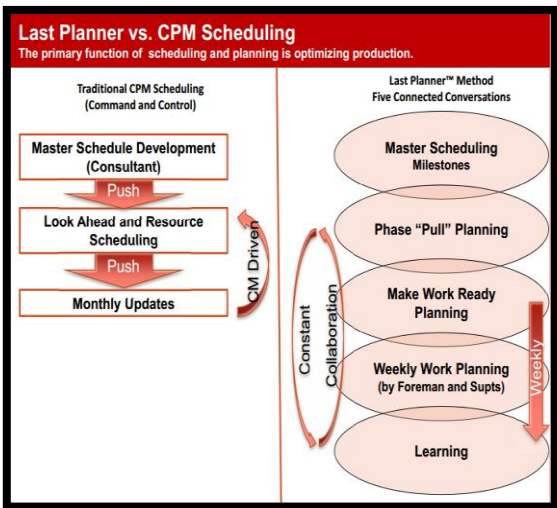 Last Planner vs. CPM Scheduling
The primary function of scheduling and planning is optimizing production.
Traditional CPM Scheduling
(Command and Control)
Master Schedule Development
(Consultant)
Push
Look Ahead and Resource
Scheduling
Push
Monthly Updates
CM Driven
Last Planner™ Method
Five Connected Conversations
Master Scheduling
Milestones
Phase “Pull” Planning
Make Work Ready
Planning
Weekly Work Planning
(by Foreman and Supts)
Learning
Constant
Collaboration
Weekly